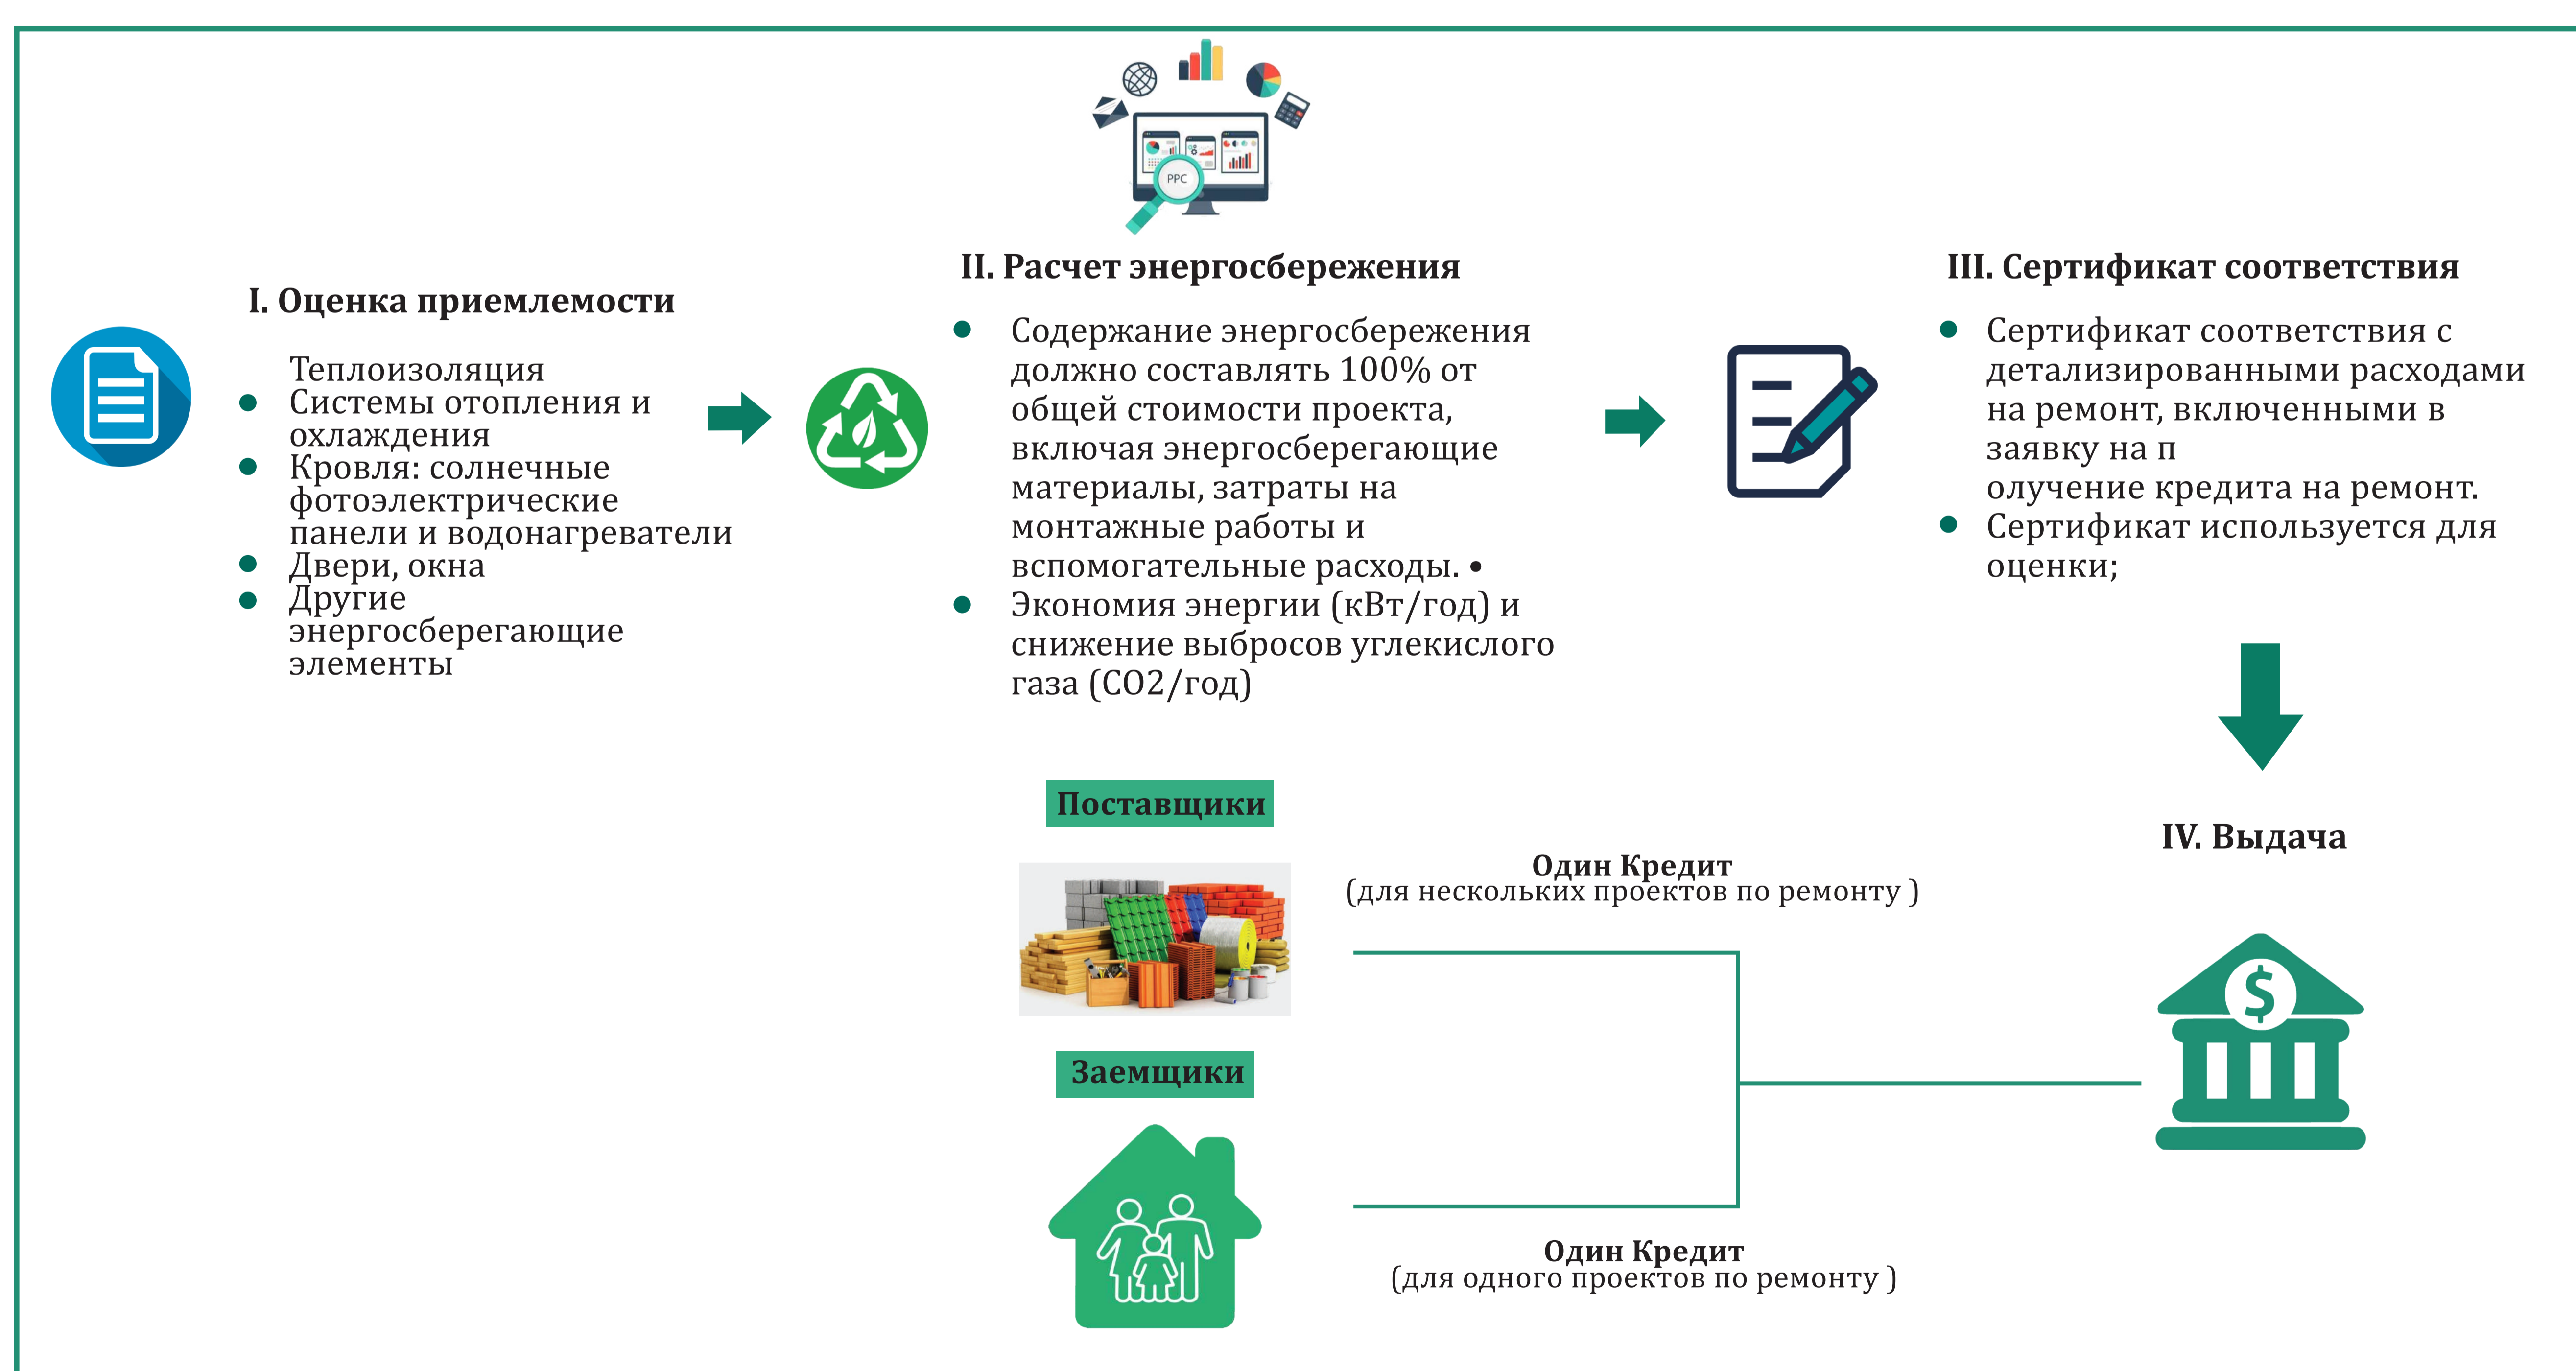 PPC
I. Оценка приемлемости
Теплоизоляция
● Системы отопления и
охлаждения
● Кровля: солнечные
фотоэлектрические
панели и водонагреватели
● Двери, окна
● Другие
энергосберегающие
элементы
II. Расчет энергосбережения
● Содержание энергосбережения
должно составлять 100% от
общей стоимости проекта,
включая энергосберегающие
материалы, затраты на
монтажные работы и
вспомогательные расходы. •
● Экономия энергии (кВт/год) и
снижение выбросов углекислого
газа (CO2/год)
III. Сертификат соответствия
● Сертификат соответствия с
детализированными расходами
на ремонт, включенными в
заявку на п
олучение кредита на ремонт.
● Сертификат используется для
оценки;
IV. Выдача
$
Поставщики
Один Кредит
(для нескольких проектов по ремонту )
Заемщики
Один Кредит
(для одного проектов по ремонту )